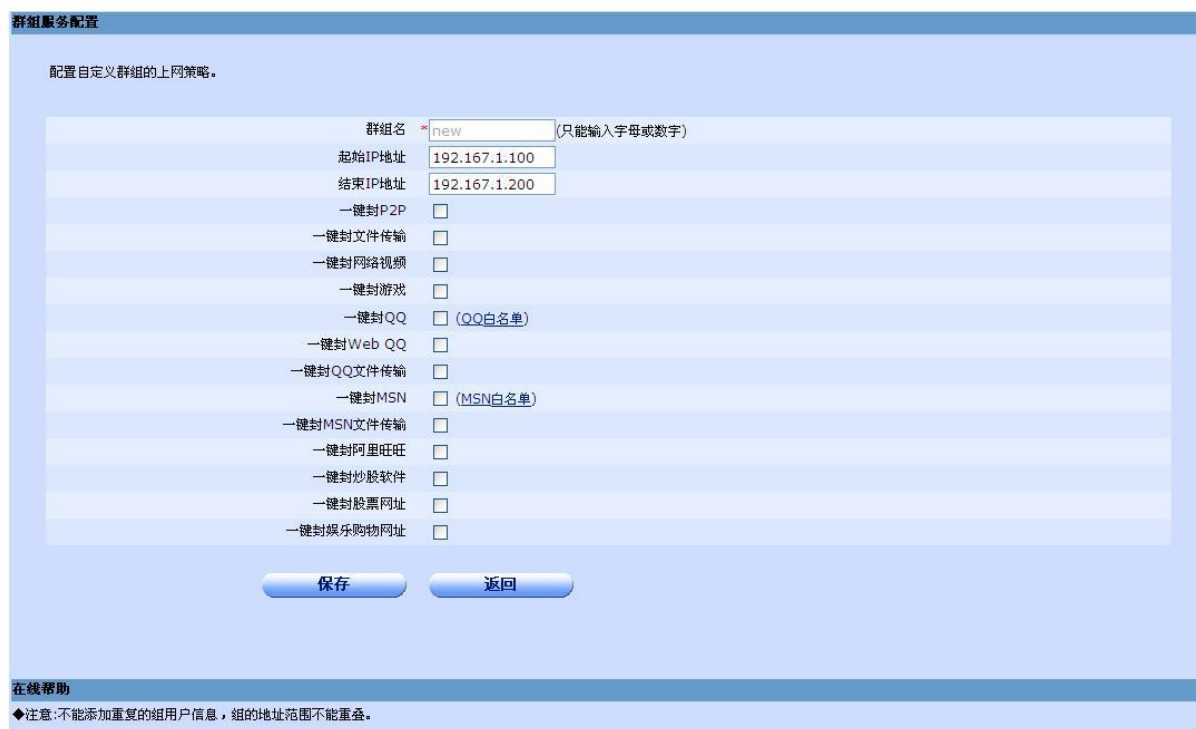 群组服务配置
配置自定义群组的上网策略。
群组名 *new (只能输入字母或数字)
起始IP地址 192.167.1.100
结束IP地址 192.167.1.200
一键封P2P
一键封文件传输
一键封网络视频
一键封游戏
一键封QQ (QQ白名单)
一键封Web QQ
一键封QQ文件传输
一键封MSN (MSN白名单)
一键封MSN文件传输
一键封阿里旺旺
一键封炒股软件
一键封股票网址
一键封娱乐购物网址
保存 返回
在线帮助
◆注意:不能添加重复的组用户信息，组的地址范围不能重叠。